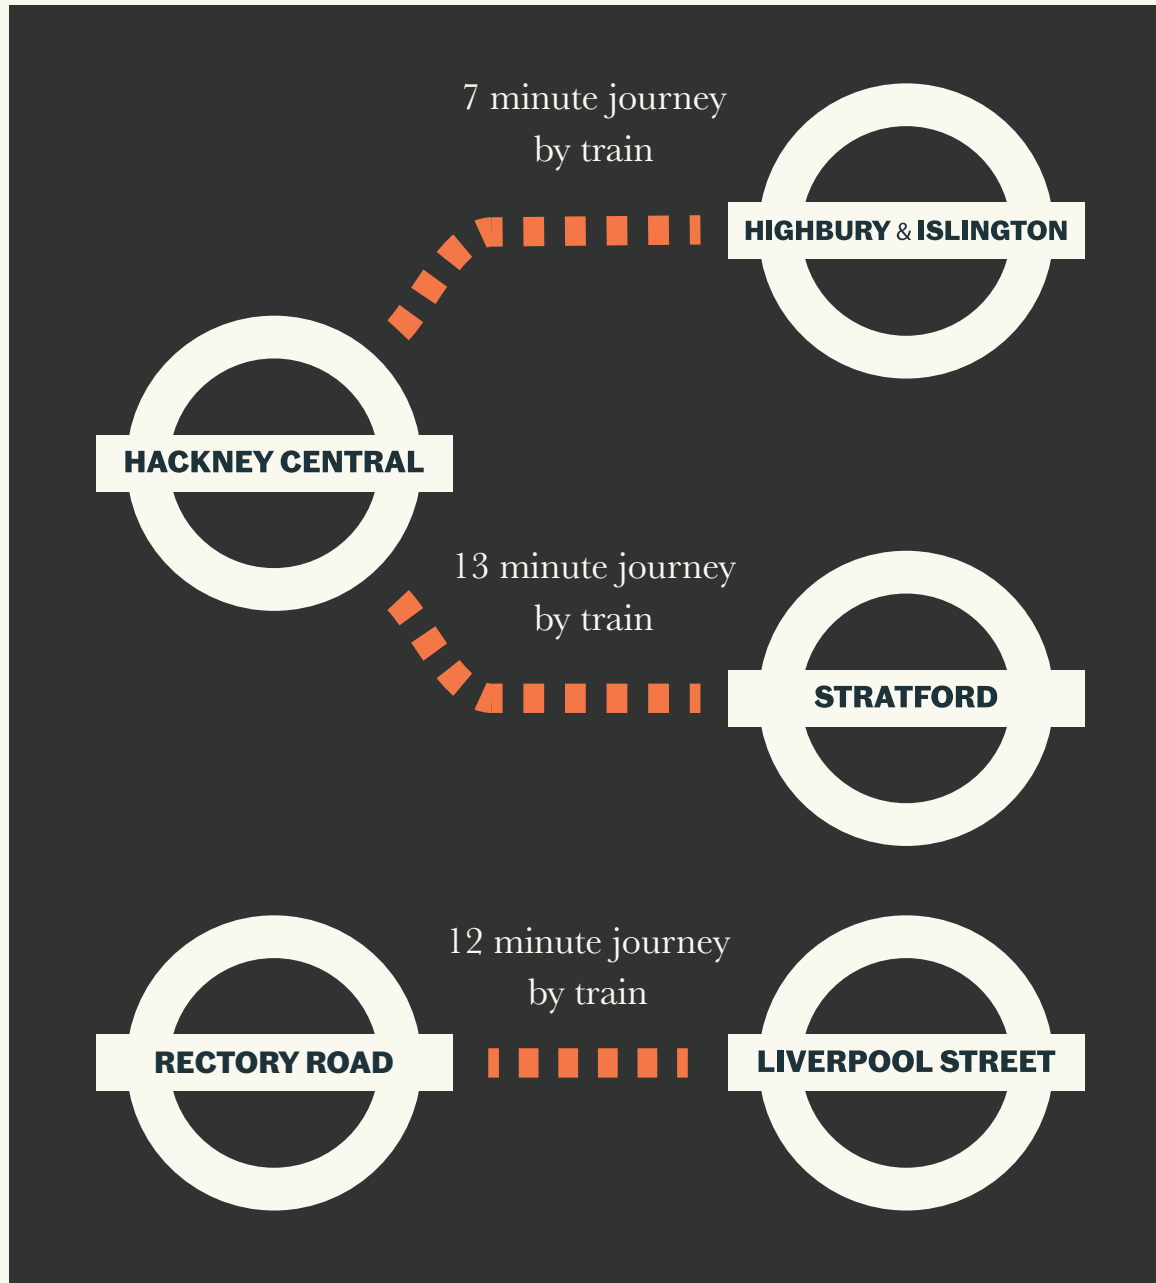 7 minute journey
by train
HIGHBURY & ISLINGTON
HACKNEY CENTRAL
13 minute journey
by train
STRATFORD
12 minute journey
by train
RECTORY ROAD
LIVERPOOL STREET